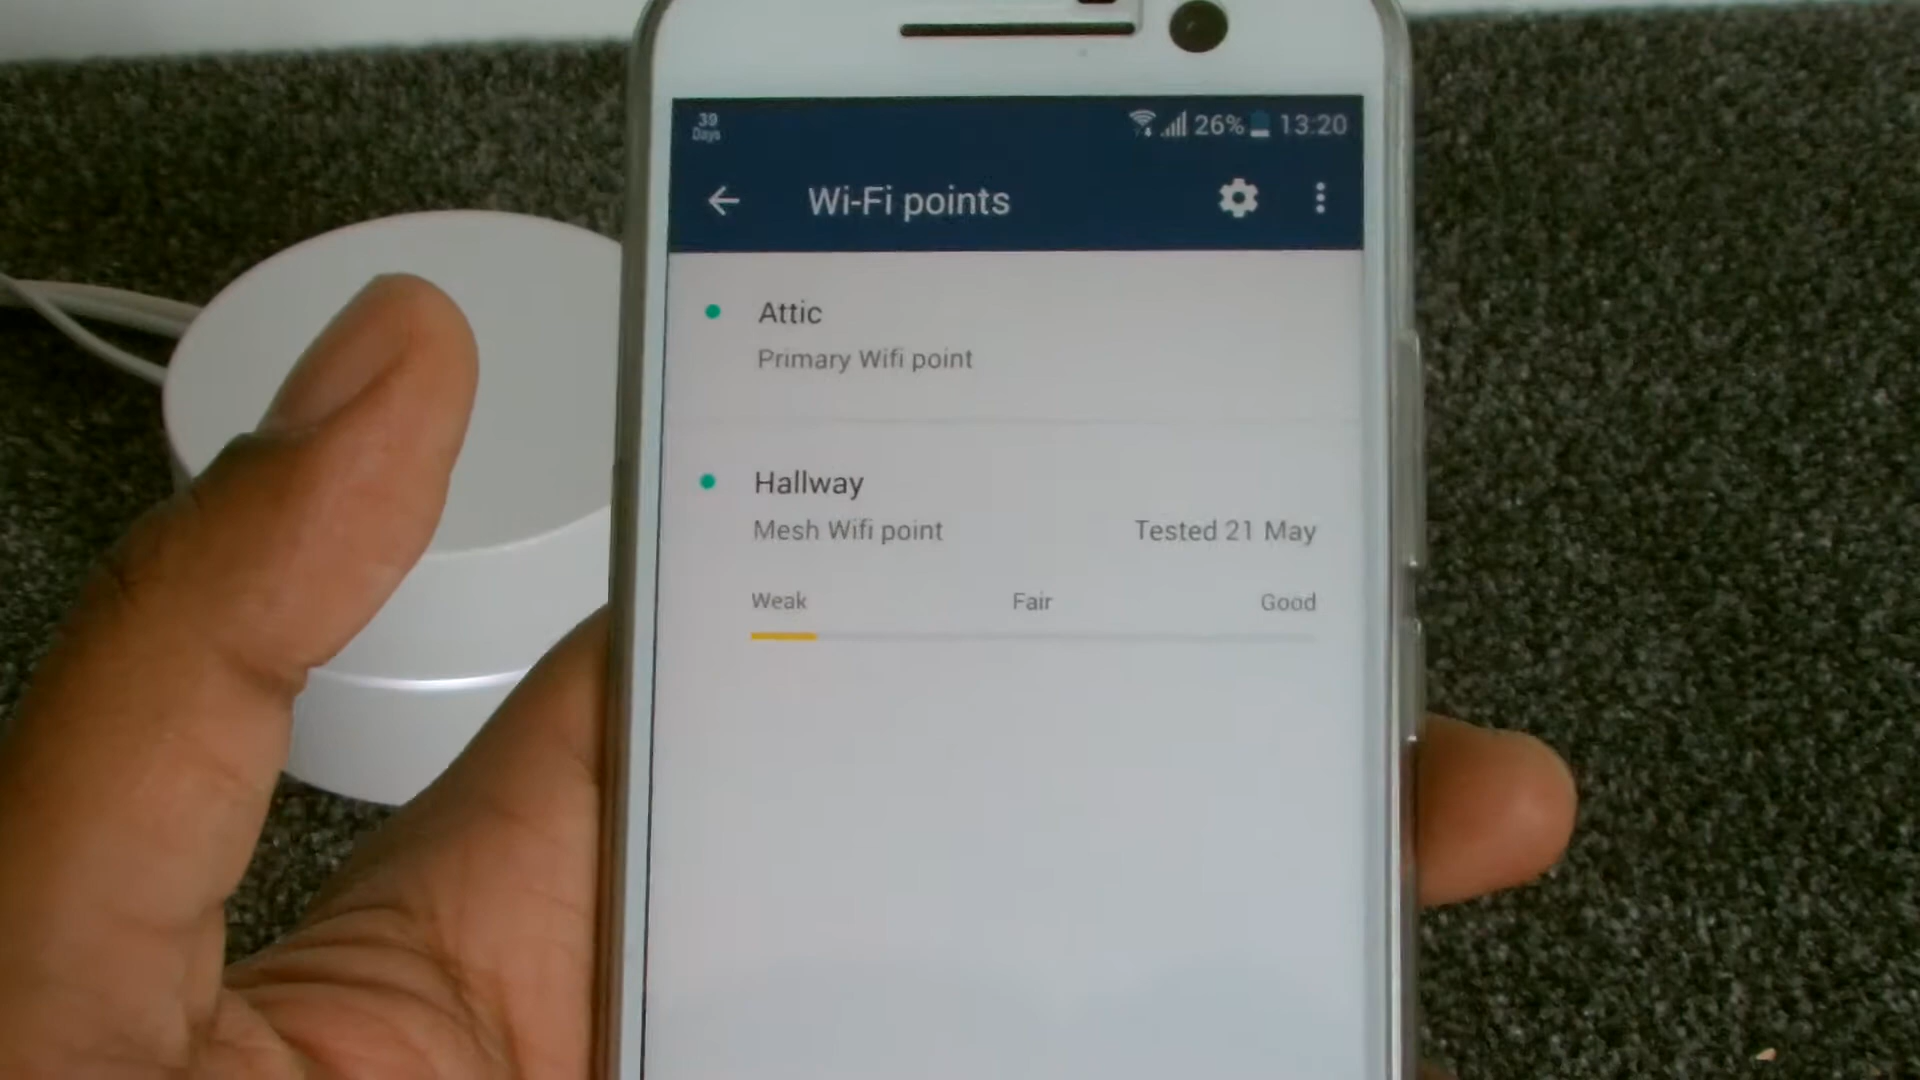 39
Days
26% 13:20
Wi-Fi points
Attic
Primary Wifi point
Hallway
Mesh Wifi point Tested 21 May
Weak Fair Good